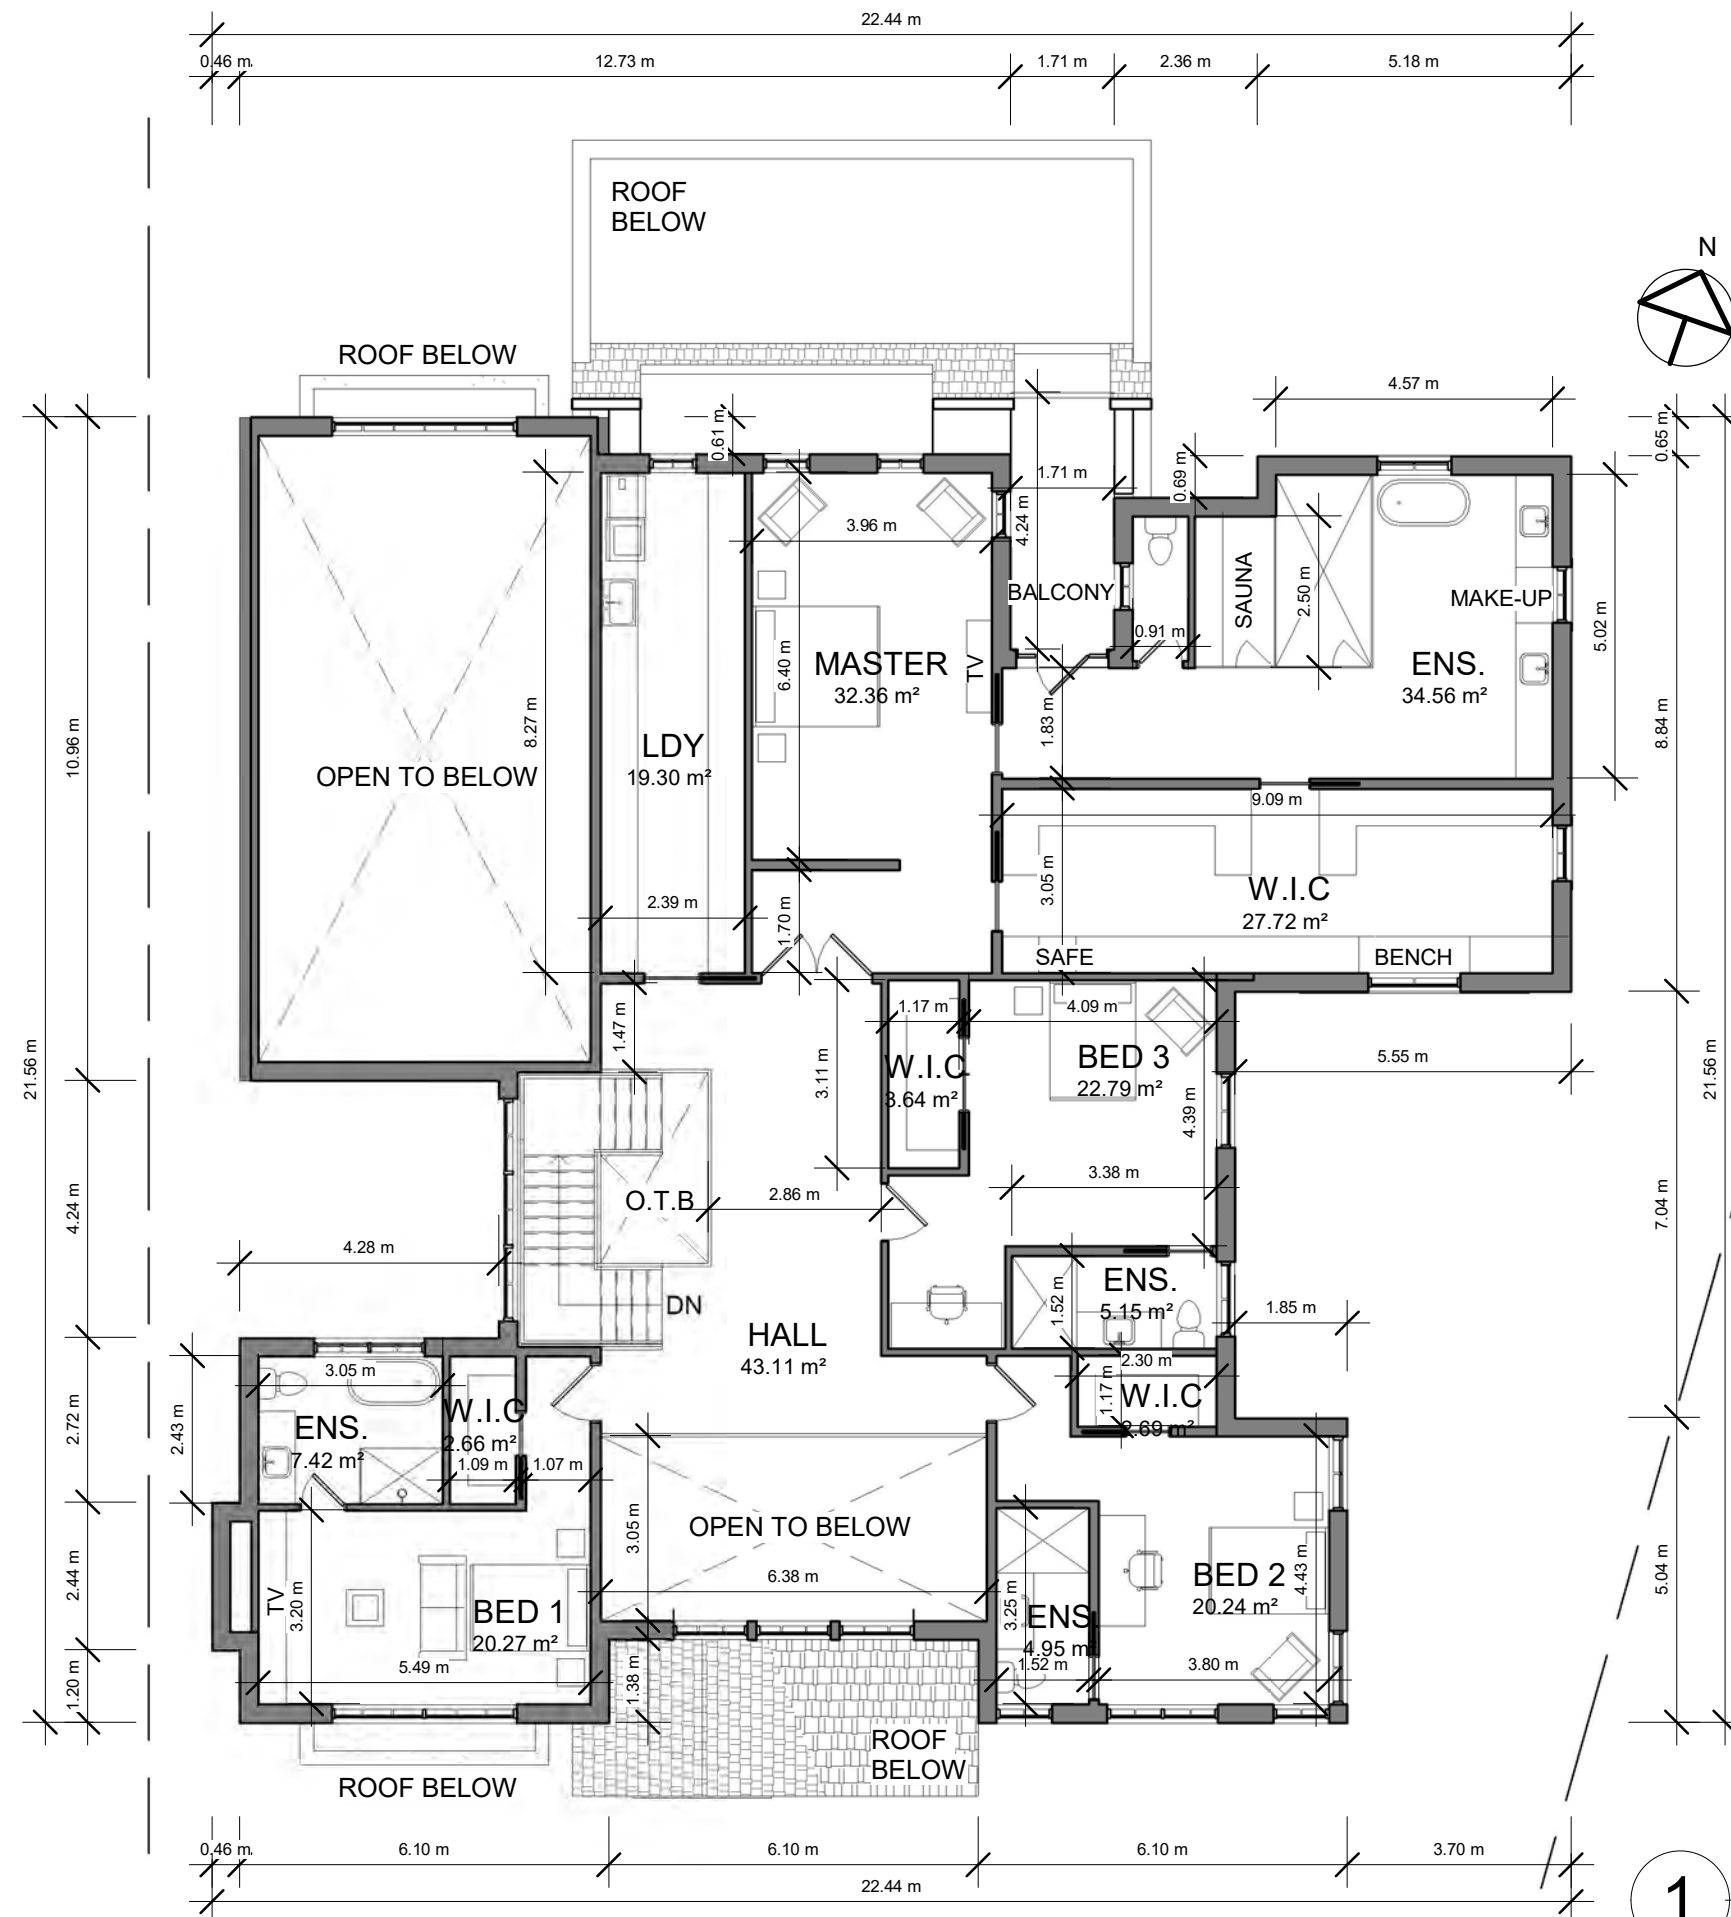 22.44 m
0.46 m
12.73 m
1.71 m
2.36 m
5.18 m
ROOF
BELOW
N
ROOF BELOW
4.57 m
0.61 m
0.65 m
1.71 m
0.69 m
3.96 m
4.24 m
BALCONY
SAUNA
2.50 m
MAKE-UP
5.02 m
0.91 m
6.40 m
MASTER
32.36 m²
TV
ENS.
34.56 m²
10.96 m
8.27 m
1.83 m
8.84 m
LDY
19.30 m²
OPEN TO BELOW
9.09 m
3.05 m
W.I.C
27.72 m²
2.39 m
1.70 m
SAFE
BENCH
1.17 m
4.09 m
21.56 m
1.47 m
3.11 m
W.I.C
3.64 m²
BED 3
22.79 m²
5.55 m
21.56 m
4.39 m
3.38 m
4.24 m
O.T.B
2.86 m
7.04 m
4.28 m
DN
1.52 m
ENS.
5.15 m²
1.85 m
HALL
43.11 m²
3.05 m
2.30 m
1.17 m
W.I.C
2.69 m²
2.72 m
2.43 m
ENS.
7.42 m²
W.I.C
2.66 m²
1.09 m
1.07 m
3.05 m
OPEN TO BELOW
6.38 m
2.44 m
TV
3.20 m
BED 1
20.27 m²
5.49 m
3.25 m
ENS.
4.95 m²
1.52 m
BED 2
20.24 m²
4.43 m
3.80 m
5.04 m
1.20 m
1.38 m
ROOF
BELOW
ROOF BELOW
0.46 m
6.10 m
6.10 m
6.10 m
3.70 m
22.44 m
1